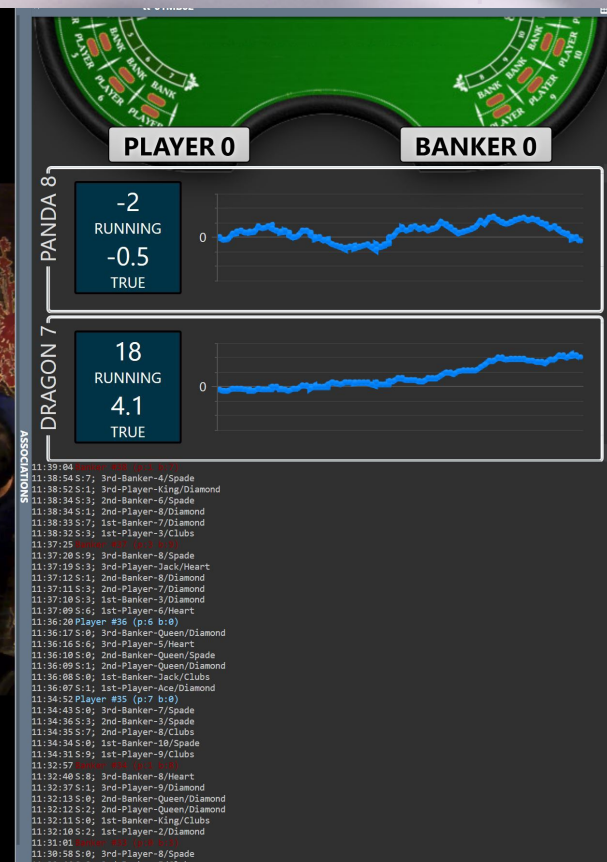 PLAYER 0
BANKER 0
PANDA 8
-2
RUNNING
-0.5
TRUE
0
DRAGON 7
18
RUNNING
4.1
TRUE
0
ASSOCIATIONS
11:39:04
11:38:54 S:7; 3rd-Banker-4/Spade
11:38:52 S:1; 3rd-Player-King/Diamond
11:38:34 S:3; 2nd-Banker-6/Spade
11:38:34 S:1; 2nd-Player-8/Diamond
11:38:33 S:7; 1st-Banker-7/Diamond
11:38:32 S:3; 1st-Player-3/Clubs
11:37:25
11:37:20 S:9; 3rd-Banker-8/Spade
11:37:19 S:3; 3rd-Player-Jack/Heart
11:37:12 S:1; 2nd-Banker-8/Diamond
11:37:11 S:3; 2nd-Player-7/Diamond
11:37:10 S:3; 1st-Banker-3/Diamond
11:37:09 S:6; 1st-Player-6/Heart
11:36:20 Player #36 (p:6 b:0)
11:36:17 S:0; 3rd-Banker-Queen/Diamond
11:36:16 S:6; 3rd-Player-5/Heart
11:36:10 S:0; 2nd-Banker-Queen/Spade
11:36:09 S:1; 2nd-Player-Queen/Diamond
11:36:08 S:0; 1st-Banker-Jack/Clubs
11:36:07 S:1; 1st-Player-Ace/Diamond
11:34:52 Player #35 (p:7 b:0)
11:34:43 S:0; 3rd-Banker-7/Spade
11:34:36 S:3; 2nd-Banker-3/Spade
11:34:35 S:7; 2nd-Player-8/Clubs
11:34:34 S:0; 1st-Banker-10/Spade
11:34:31 S:9; 1st-Player-9/Clubs
11:32:57
11:32:40 S:8; 3rd-Banker-8/Heart
11:32:37 S:1; 3rd-Player-9/Diamond
11:32:13 S:0; 2nd-Banker-Queen/Diamond
11:32:12 S:2; 2nd-Player-Queen/Diamond
11:32:11 S:0; 1st-Banker-King/Clubs
11:32:10 S:2; 1st-Player-2/Diamond
11:31:01
11:30:58 S:0; 3rd-Player-8/Spade